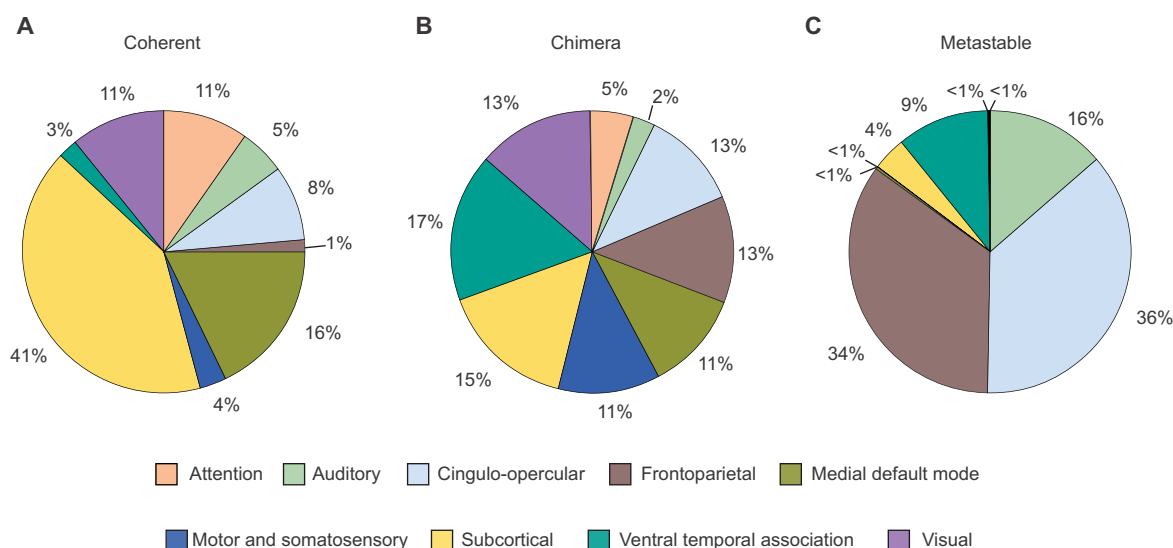 A
Coherent
11%
11%
5%
8%
1%
16%
4%
41%
3%
B
Chimera
5%
2%
13%
13%
11%
11%
15%
17%
13%
C
Metastable
<1%
<1%
16%
36%
34%
<1%
<1%
4%
9%
Attention
Auditory
Cingulo-opercular
Frontoparietal
Medial default mode
Motor and somatosensory
Subcortical
Ventral temporal association
Visual